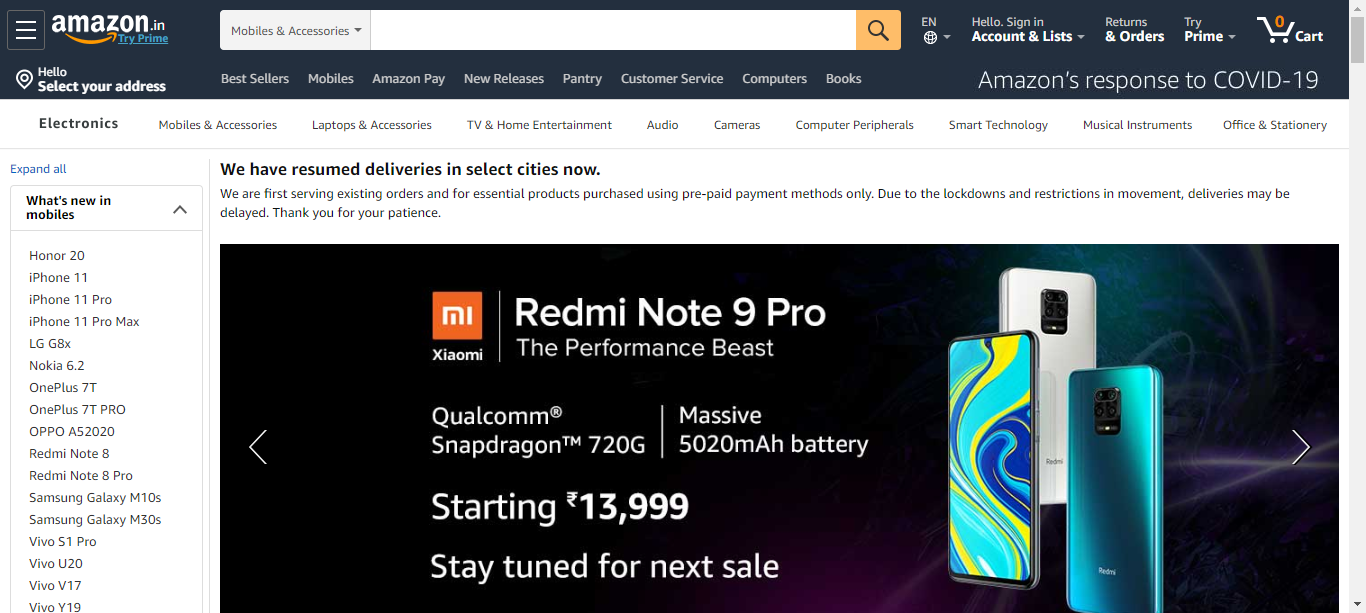 amazon.in
Try Prime
Mobiles & Accessories
EN
Hello. Sign in
Account & Lists
Returns
& Orders
Try
Prime
0
Cart
Hello
Select your address
Best Sellers
Mobiles
Amazon Pay
New Releases
Pantry
Customer Service
Computers
Books
Amazon's response to COVID-19
Electronics
Mobiles & Accessories
Laptops & Accessories
TV & Home Entertainment
Audio
Cameras
Computer Peripherals
Smart Technology
Musical Instruments
Office & Stationery
Expand all
What's new in
mobiles
Honor 20
iPhone 11
iPhone 11 Pro
iPhone 11 Pro Max
LG G8x
Nokia 6.2
OnePlus 7T
OnePlus 7T PRO
OPPO A52020
Redmi Note 8
Redmi Note 8 Pro
Samsung Galaxy M10s
Samsung Galaxy M30s
Vivo S1 Pro
Vivo U20
Vivo V17
Vivo Y19
We have resumed deliveries in select cities now.
We are first serving existing orders and for essential products purchased using pre-paid payment methods only. Due to the lockdowns and restrictions in movement, deliveries may be
delayed. Thank you for your patience.
mi
Xiaomi
Redmi Note 9 Pro
The Performance Beast
Qualcomm®
Snapdragon™ 720G
Massive
5020mAh battery
Starting ₹13,999
Stay tuned for next sale
Redmi
Redmi